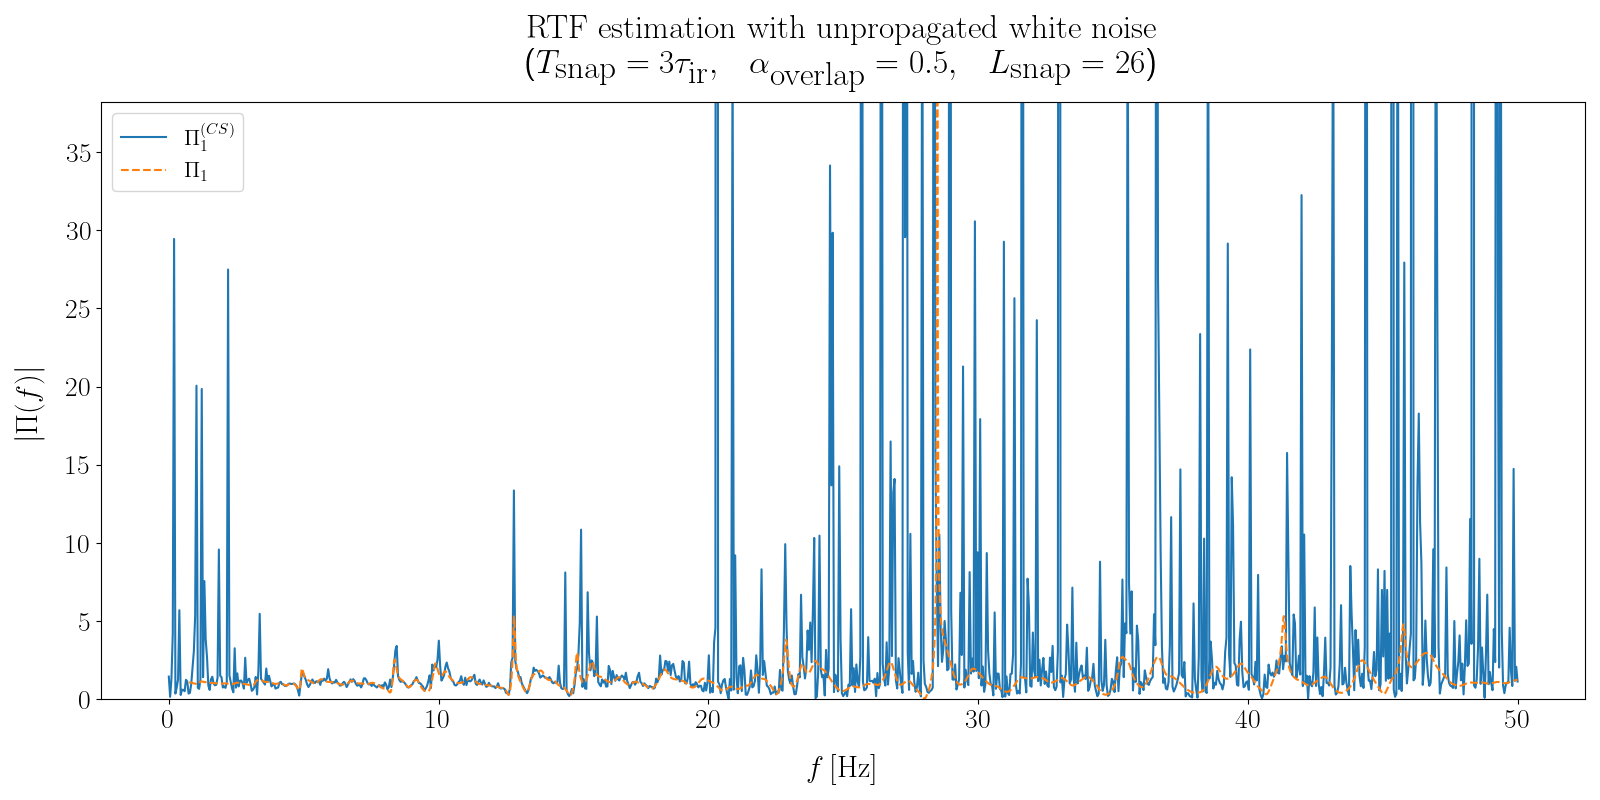 RTF estimation with unpropagated white noise
(T_snap = 3τ_ir, α_overlap = 0.5, L_snap = 26)
Π₁^(CS)
Π₁
|Π(f)|
35
30
25
20
15
10
5
0
0 10 20 30 40 50
f [Hz]